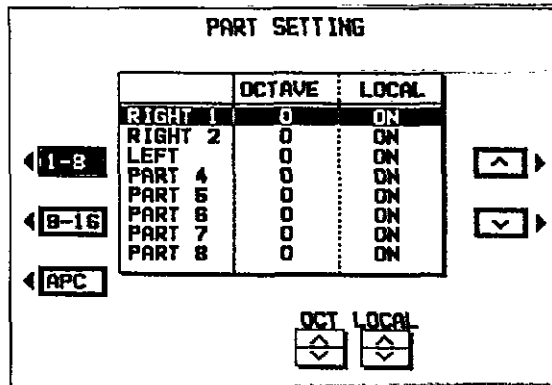 PART SETTING
OCTAVE LOCAL
RIGHT 1 0 ON
RIGHT 2 0 ON
LEFT 0 ON
PART 4 0 ON
PART 5 0 ON
PART 6 0 ON
PART 7 0 ON
PART 8 0 ON
1-8
9-16
APC
OCT LOCAL